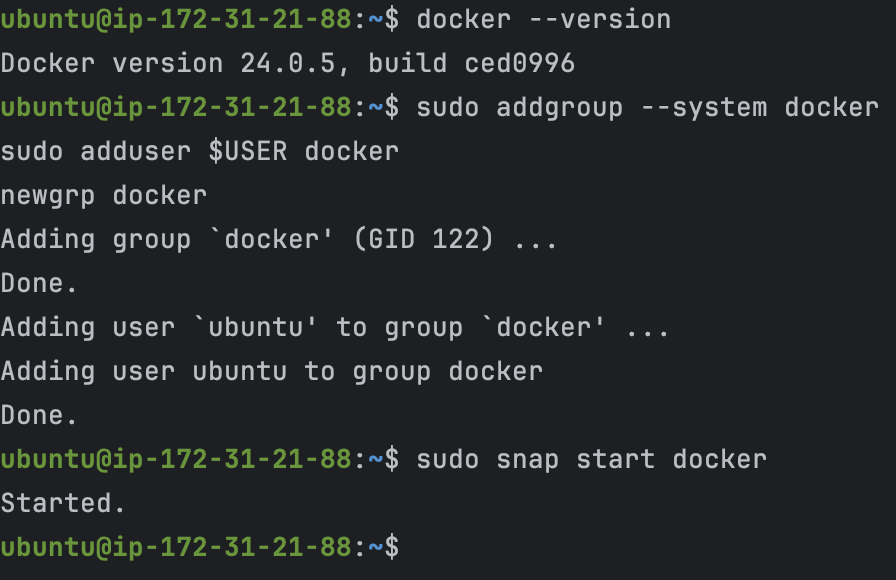 ubuntu@ip-172-31-21-88:~$ docker --version
Docker version 24.0.5, build ced0996
ubuntu@ip-172-31-21-88:~$ sudo addgroup --system docker
sudo adduser $USER docker
newgrp docker
Adding group `docker' (GID 122) ...
Done.
Adding user `ubuntu' to group `docker' ...
Adding user ubuntu to group docker
Done.
ubuntu@ip-172-31-21-88:~$ sudo snap start docker
Started.
ubuntu@ip-172-31-21-88:~$